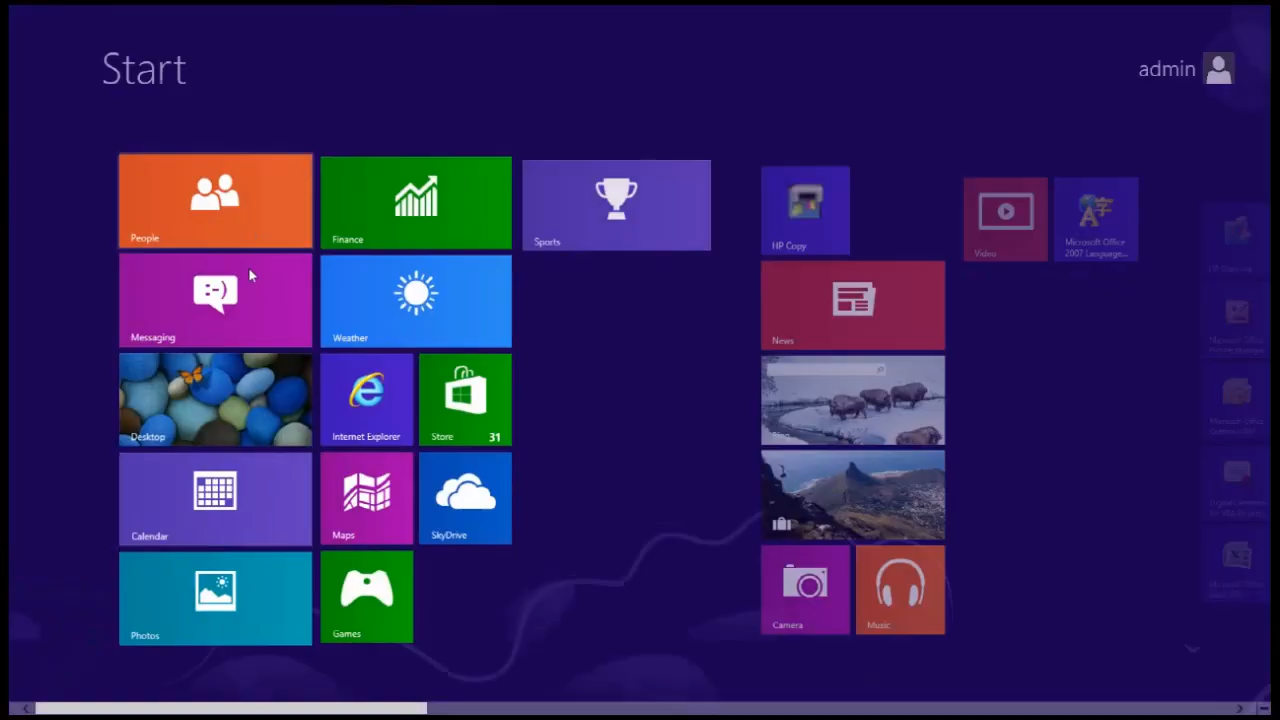 Start
admin
People
Finance
Sports
HP Copy
Video
Microsoft Office
2007 Language...
Messaging
Weather
News
Desktop
Internet Explorer
Store
31
Calendar
Maps
SkyDrive
Photos
Games
Camera
Music